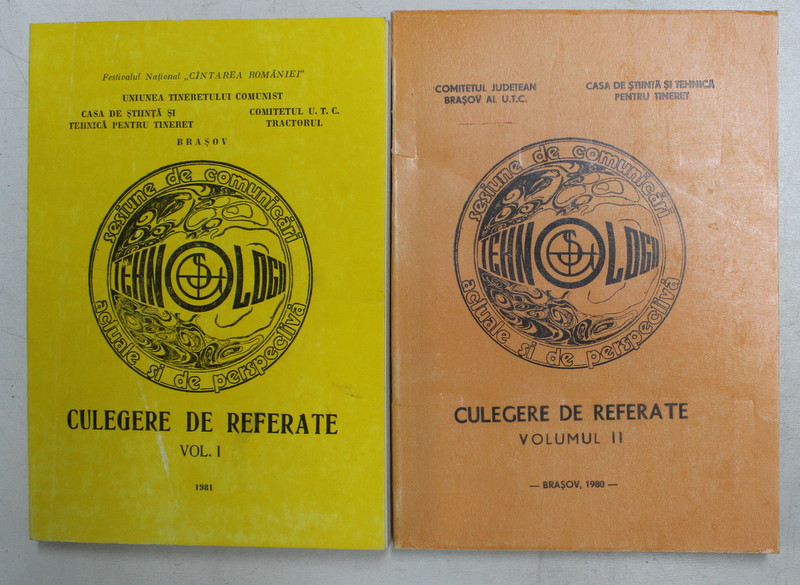 Festivalul Național „CÎNTAREA ROMÂNIEI”
UNIUNEA TINERETULUI COMUNIST
CASA DE ȘTIINȚĂ ȘI
TEHNICĂ PENTRU TINERET
COMITETUL U. T. C.
TRACTORUL
BRAȘOV
sesiune de comunicări
TEHNOLOGII
actuale si de perspectivă
CULEGERE DE REFERATE
VOL. I
1981
COMITETUL JUDEȚEAN
BRAȘOV AL U.T.C.
CASA DE ȘTIINȚĂ ȘI TEHNICĂ
PENTRU TINERET
sesiune de comunicări
TEHNOLOGII
actuale si de perspectivă
CULEGERE DE REFERATE
VOLUMUL II
— BRAȘOV, 1980 —